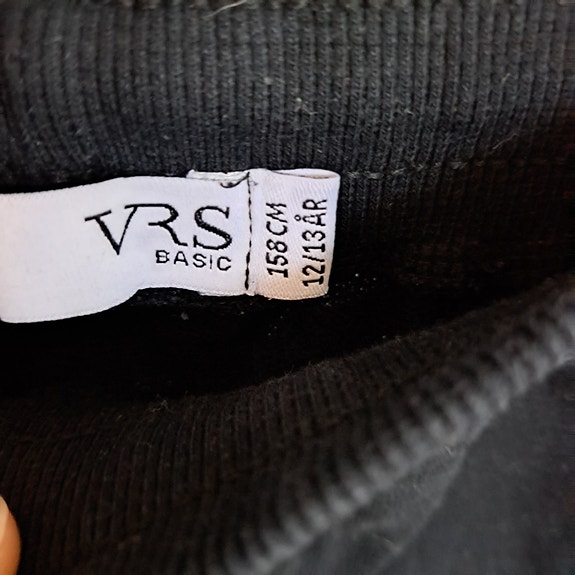 VRS
BASIC
158 CM
12/13 ÅR